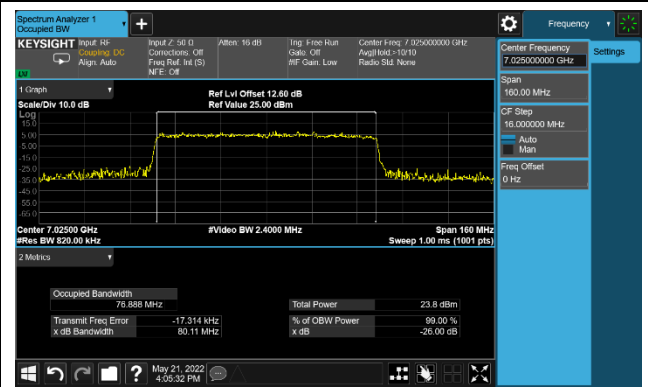 Spectrum Analyzer 1
Occupied BW
Frequency
KEYSIGHT
Input: RF
Coupling: DC
Align: Auto
Input Z: 50 Ω
Corrections: Off
Freq Ref: Int (S)
NFE: Off
Atten: 16 dB
Trig: Free Run
Gate: Off
#IF Gain: Low
Center Freq: 7.025000000 GHz
Avg|Hold:>10/10
Radio Std: None
Center Frequency
7.025000000 GHz
Settings
Span
160.00 MHz
CF Step
16.000000 MHz
Auto
Man
Freq Offset
0 Hz
1 Graph
Scale/Div 10.0 dB
Ref Lvl Offset 12.60 dB
Ref Value 25.00 dBm
Log
15.0
5.00
-5.00
-15.0
-25.0
-35.0
-45.0
-55.0
-65.0
Center 7.02500 GHz
#Res BW 820.00 kHz
#Video BW 2.4000 MHz
Span 160 MHz
Sweep 1.00 ms (1001 pts)
2 Metrics
Occupied Bandwidth
76.888 MHz
Transmit Freq Error -17.314 kHz
x dB Bandwidth 80.11 MHz
Total Power 23.8 dBm
% of OBW Power 99.00 %
x dB -26.00 dB
?
May 21, 2022
4:05:32 PM